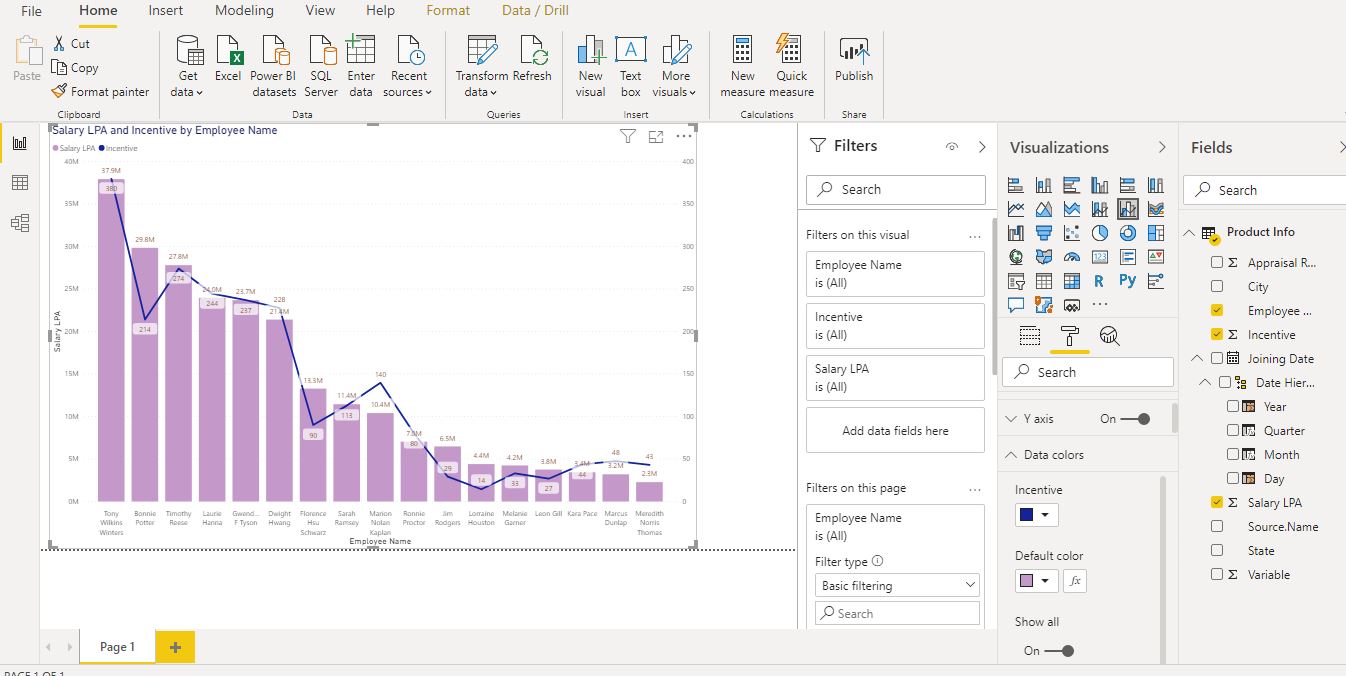 File Home Insert Modeling View Help Format Data / Drill
Paste
Cut
Copy
Format painter
Clipboard
Get data
Excel
Power BI datasets
SQL Server
Enter data
Recent sources
Data
Transform data
Refresh
Queries
New visual
Text box
More visuals
Insert
New measure
Quick measure
Calculations
Publish
Share
Salary LPA and Incentive by Employee Name
Salary LPA Incentive
40M
35M
30M
25M
20M
15M
10M
5M
0M
Salary LPA
400
350
300
250
200
150
100
50
0
37.9M
29.8M
27.8M
24.0M
23.7M
21.4M
13.3M
11.4M
10.4M
7.0M
6.5M
4.4M
4.2M
3.8M
3.4M
3.2M
2.3M
380
214
274
244
237
228
90
113
140
80
29
14
33
27
44
48
43
Tony Wilkins Winters
Bonnie Potter
Timothy Reese
Laurie Hanna
Gwend... F Tyson
Dwight Hwang
Florence Hsu Schwarz
Sarah Ramsey
Marion Nolan Kaplan
Ronnie Proctor
Jim Rodgers
Lorraine Houston
Melanie Garner
Leon Gill
Kara Pace
Marcus Dunlap
Meredith Norris Thomas
Employee Name
Page 1
+
PAGE 1 OF 1
Filters
Search
Filters on this visual ...
Employee Name
is (All)
Incentive
is (All)
Salary LPA
is (All)
Add data fields here
Filters on this page ...
Employee Name
is (All)
Filter type
Basic filtering
Search
Visualizations
123
R Py
...
Search
Y axis On
Data colors
Incentive
Default color
fx
Show all
On
Fields
Search
Product Info
Σ Appraisal R...
City
Employee ...
Σ Incentive
Joining Date
Date Hier...
Year
Quarter
Month
Day
Σ Salary LPA
Source.Name
State
Σ Variable